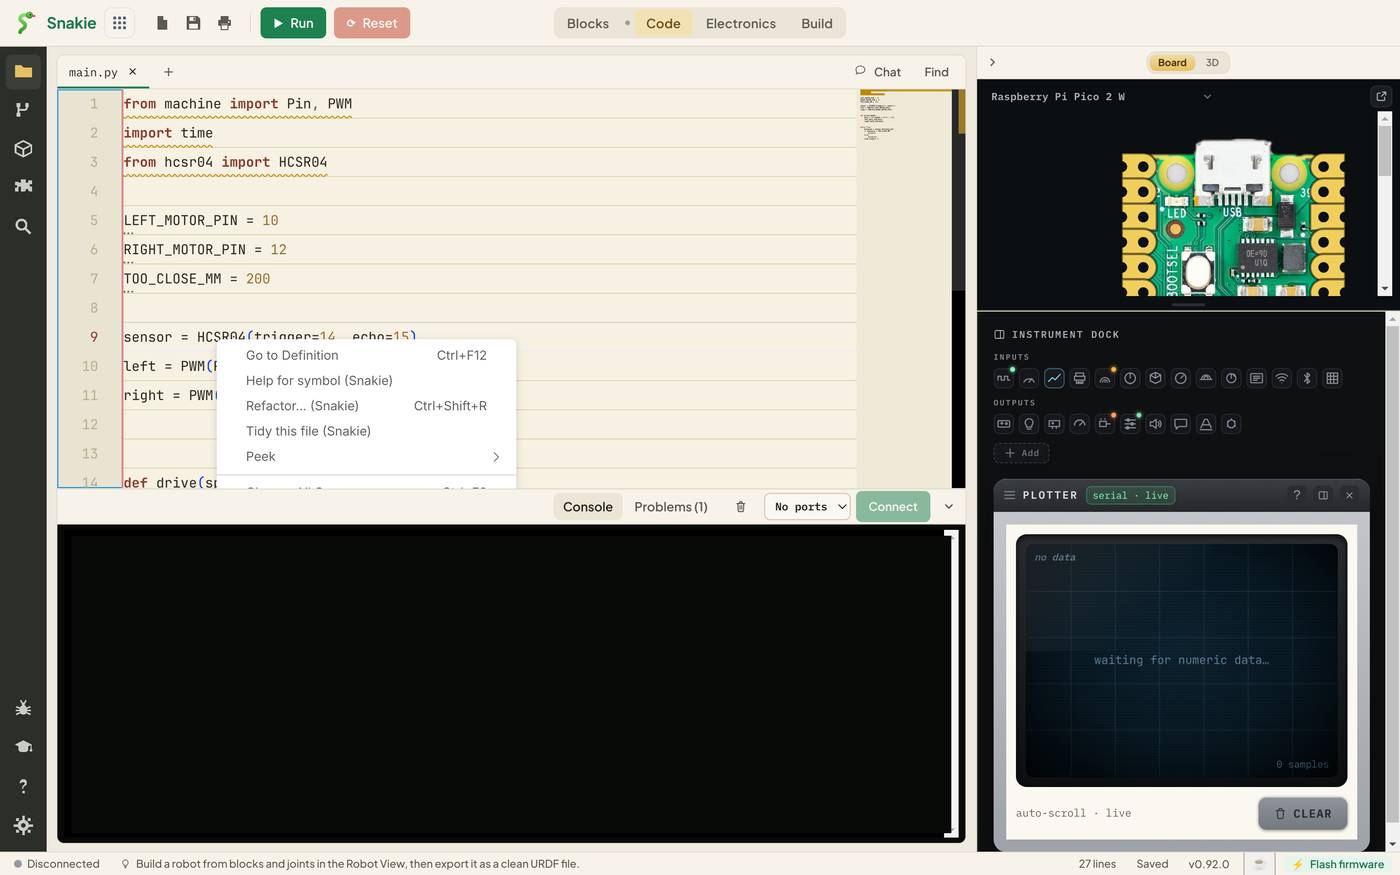 Snakie
Run
Reset
Blocks
Code
Electronics
Build
main.py
Chat
Find
1 from machine import Pin, PWM
2 import time
3 from hcsr04 import HCSR04
4
5 LEFT_MOTOR_PIN = 10
6 RIGHT_MOTOR_PIN = 12
7 TOO_CLOSE_MM = 200
8
9 sensor = HCSR04(trigger=14, echo=15)
10 left = PWM(
11 right = PWM(
12
13
14 def drive(
Go to Definition Ctrl+F12
Help for symbol (Snakie)
Refactor... (Snakie) Ctrl+Shift+R
Tidy this file (Snakie)
Peek
Console
Problems (1)
No ports
Connect
Board
3D
Raspberry Pi Pico 2 W
LED
USB
39
BOOTSEL
INSTRUMENT DOCK
INPUTS
OUTPUTS
+ Add
PLOTTER
serial · live
?
no data
waiting for numeric data…
0 samples
auto-scroll · live
CLEAR
Disconnected
Build a robot from blocks and joints in the Robot View, then export it as a clean URDF file.
27 lines
Saved
v0.92.0
Flash firmware